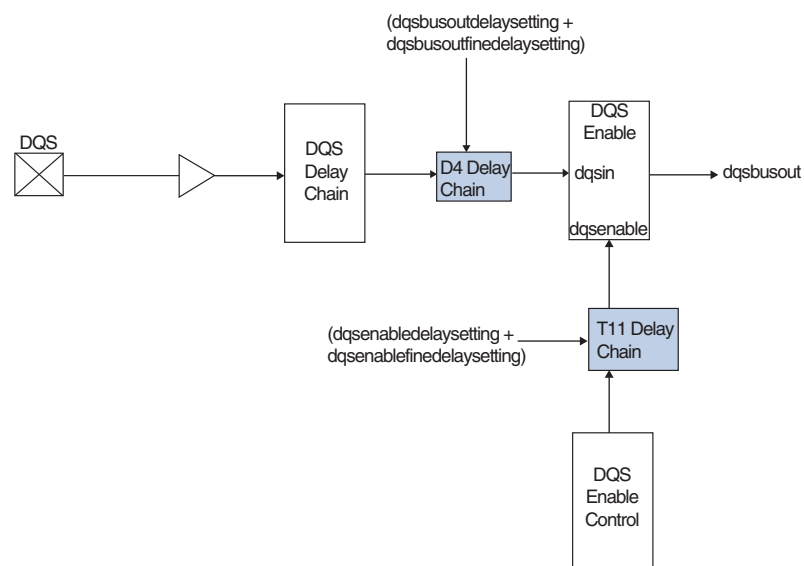 (dqsbusoutdelaysetting +
dqsbusoutfinedelaysetting)
DQS
DQS
Delay
Chain
D4 Delay
Chain
DQS
Enable
dqsin
dqsenable
dqsbusout
(dqsenabledelaysetting +
dqsenablefinedelaysetting)
T11 Delay
Chain
DQS
Enable
Control